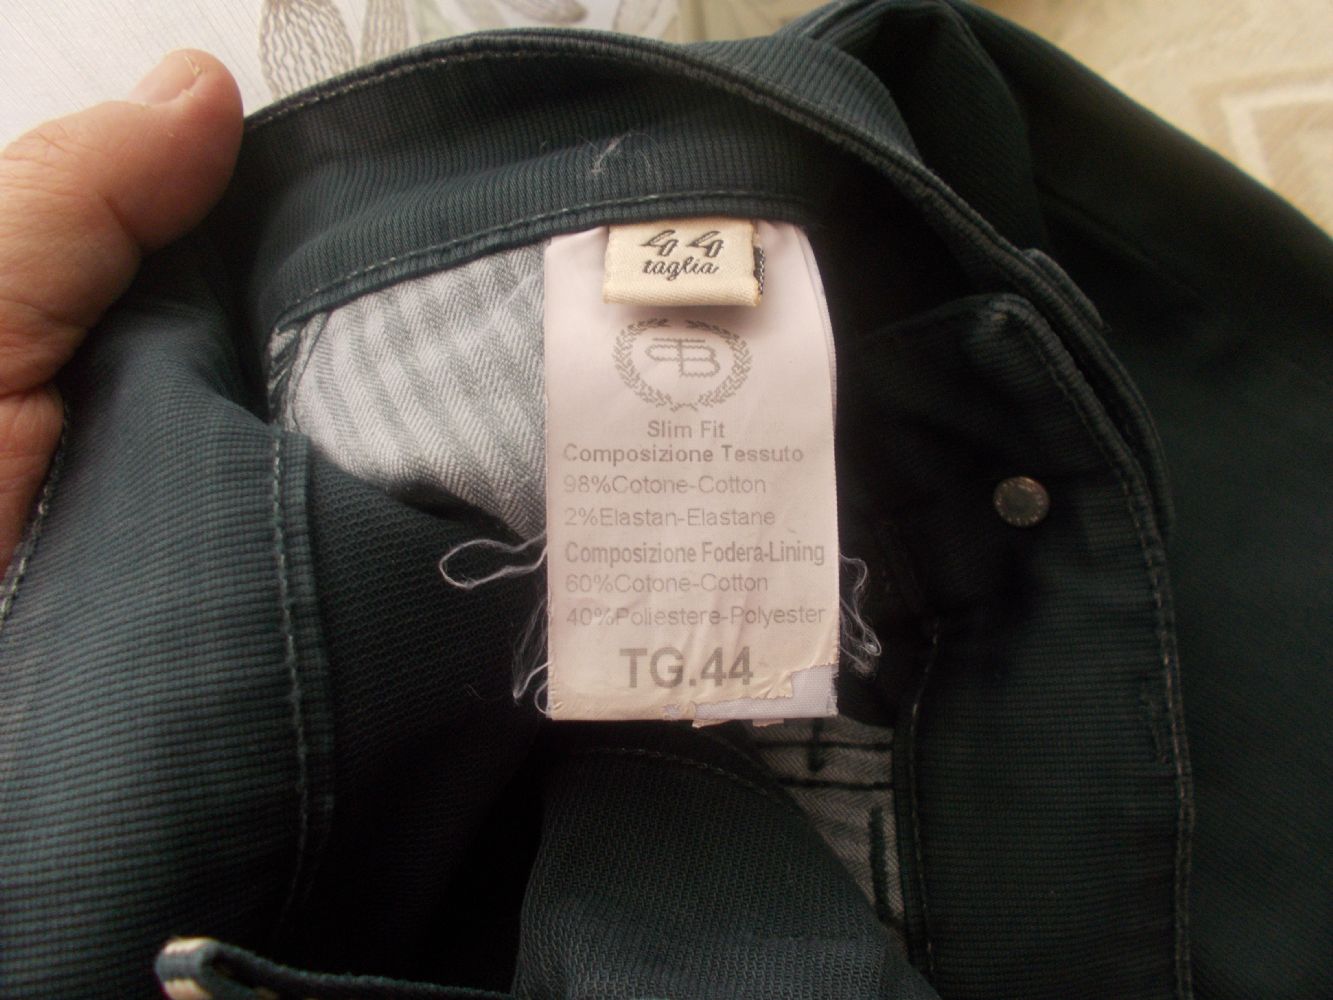 44
taglia
Slim Fit
Composizione Tessuto
98%Cotone-Cotton
2%Elastan-Elastane
Composizione Fodera-Lining
60%Cotone-Cotton
40%Poliestere-Polyester
TG.44